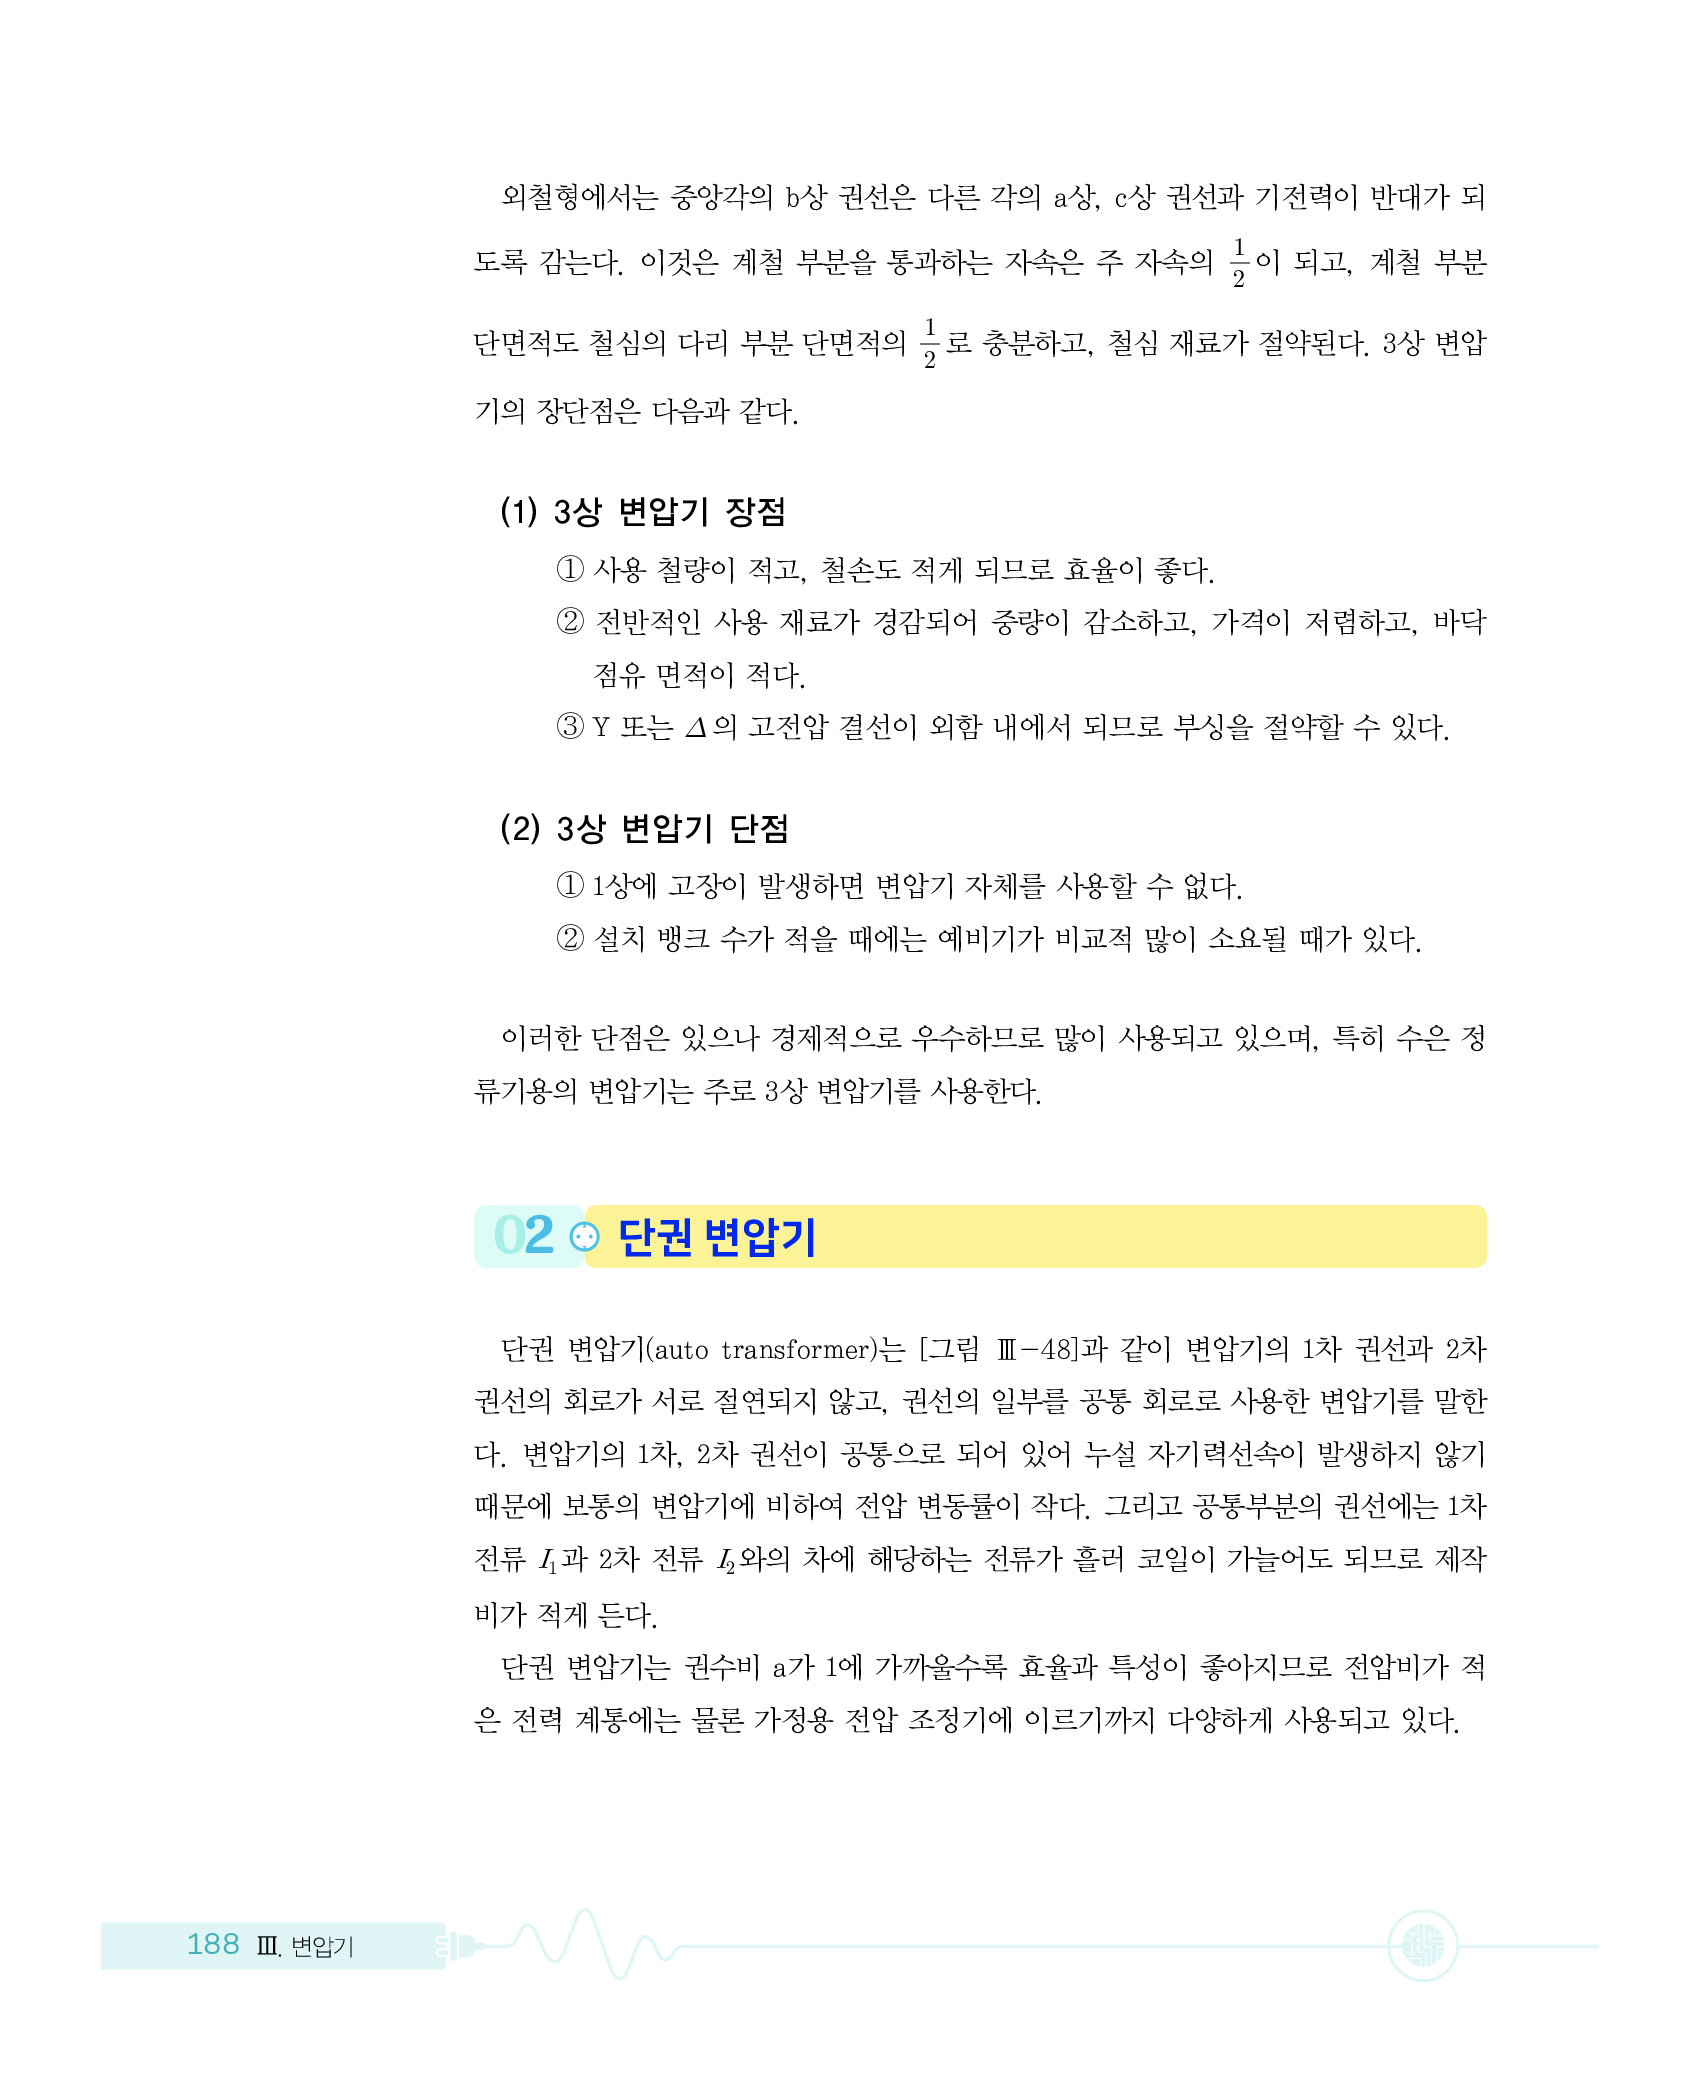 외철형에서는 중앙각의 b상 권선은 다른 각의 a상, c상 권선과 기전력이 반대가 되
도록 감는다. 이것은 계철 부분을 통과하는 자속은 주 자속의 1/2이 되고, 계철 부분
단면적도 철심의 다리 부분 단면적의 1/2로 충분하고, 철심 재료가 절약된다. 3상 변압
기의 장단점은 다음과 같다.
(1) 3상 변압기 장점
① 사용 철량이 적고, 철손도 적게 되므로 효율이 좋다.
② 전반적인 사용 재료가 경감되어 중량이 감소하고, 가격이 저렴하고, 바닥
점유 면적이 적다.
③ Y 또는 Δ의 고전압 결선이 외함 내에서 되므로 부싱을 절약할 수 있다.
(2) 3상 변압기 단점
① 1상에 고장이 발생하면 변압기 자체를 사용할 수 없다.
② 설치 뱅크 수가 적을 때에는 예비기가 비교적 많이 소요될 때가 있다.
이러한 단점은 있으나 경제적으로 우수하므로 많이 사용되고 있으며, 특히 수은 정
류기용의 변압기는 주로 3상 변압기를 사용한다.
02 단권 변압기
단권 변압기(auto transformer)는 [그림 Ⅲ-48]과 같이 변압기의 1차 권선과 2차
권선의 회로가 서로 절연되지 않고, 권선의 일부를 공통 회로로 사용한 변압기를 말한
다. 변압기의 1차, 2차 권선이 공통으로 되어 있어 누설 자기력선속이 발생하지 않기
때문에 보통의 변압기에 비하여 전압 변동률이 작다. 그리고 공통부분의 권선에는 1차
전류 I₁과 2차 전류 I₂와의 차에 해당하는 전류가 흘러 코일이 가늘어도 되므로 제작
비가 적게 든다.
단권 변압기는 권수비 a가 1에 가까울수록 효율과 특성이 좋아지므로 전압비가 적
은 전력 계통에는 물론 가정용 전압 조정기에 이르기까지 다양하게 사용되고 있다.
188 Ⅲ. 변압기